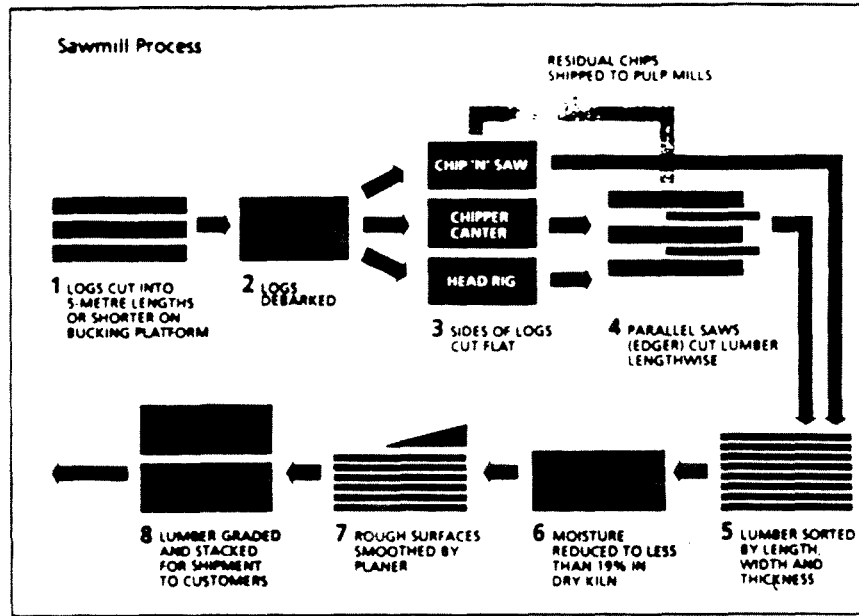 Sawmill Process
RESIDUAL CHIPS
SHIPPED TO PULP MILLS
CHIP 'N' SAW
CHIPPER
CANTER
HEAD RIG
1 LOGS CUT INTO
5-METRE LENGTHS
OR SHORTER ON
BUCKING PLATFORM
2 LOGS
DEBARKED
3 SIDES OF LOGS
CUT FLAT
4 PARALLEL SAWS
(EDGER) CUT LUMBER
LENGTHWISE
8 LUMBER GRADED
AND STACKED
FOR SHIPMENT
TO CUSTOMERS
7 ROUGH SURFACES
SMOOTHED BY
PLANER
6 MOISTURE
REDUCED TO LESS
THAN 19% IN
DRY KILN
5 LUMBER SORTED
BY LENGTH,
WIDTH AND
THICKNESS